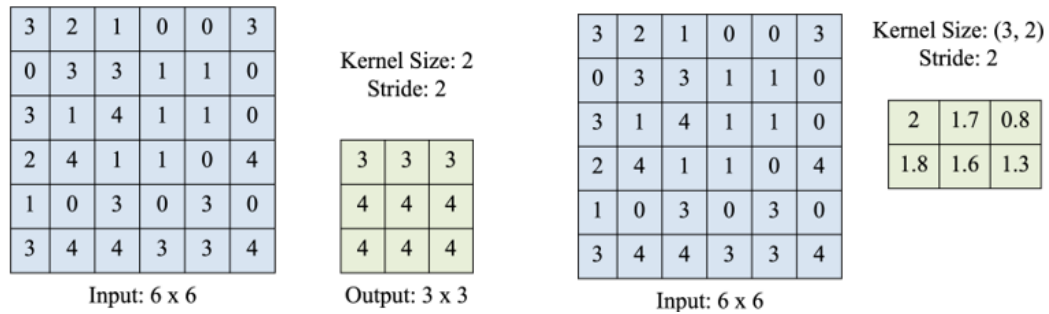 3 2 1 0 0 3
0 3 3 1 1 0
3 1 4 1 1 0
2 4 1 1 0 4
1 0 3 0 3 0
3 4 4 3 3 4
Input: 6 x 6
Kernel Size: 2
Stride: 2
3 3 3
4 4 4
4 4 4
Output: 3 x 3
3 2 1 0 0 3
0 3 3 1 1 0
3 1 4 1 1 0
2 4 1 1 0 4
1 0 3 0 3 0
3 4 4 3 3 4
Input: 6 x 6
Kernel Size: (3, 2)
Stride: 2
2 1.7 0.8
1.8 1.6 1.3